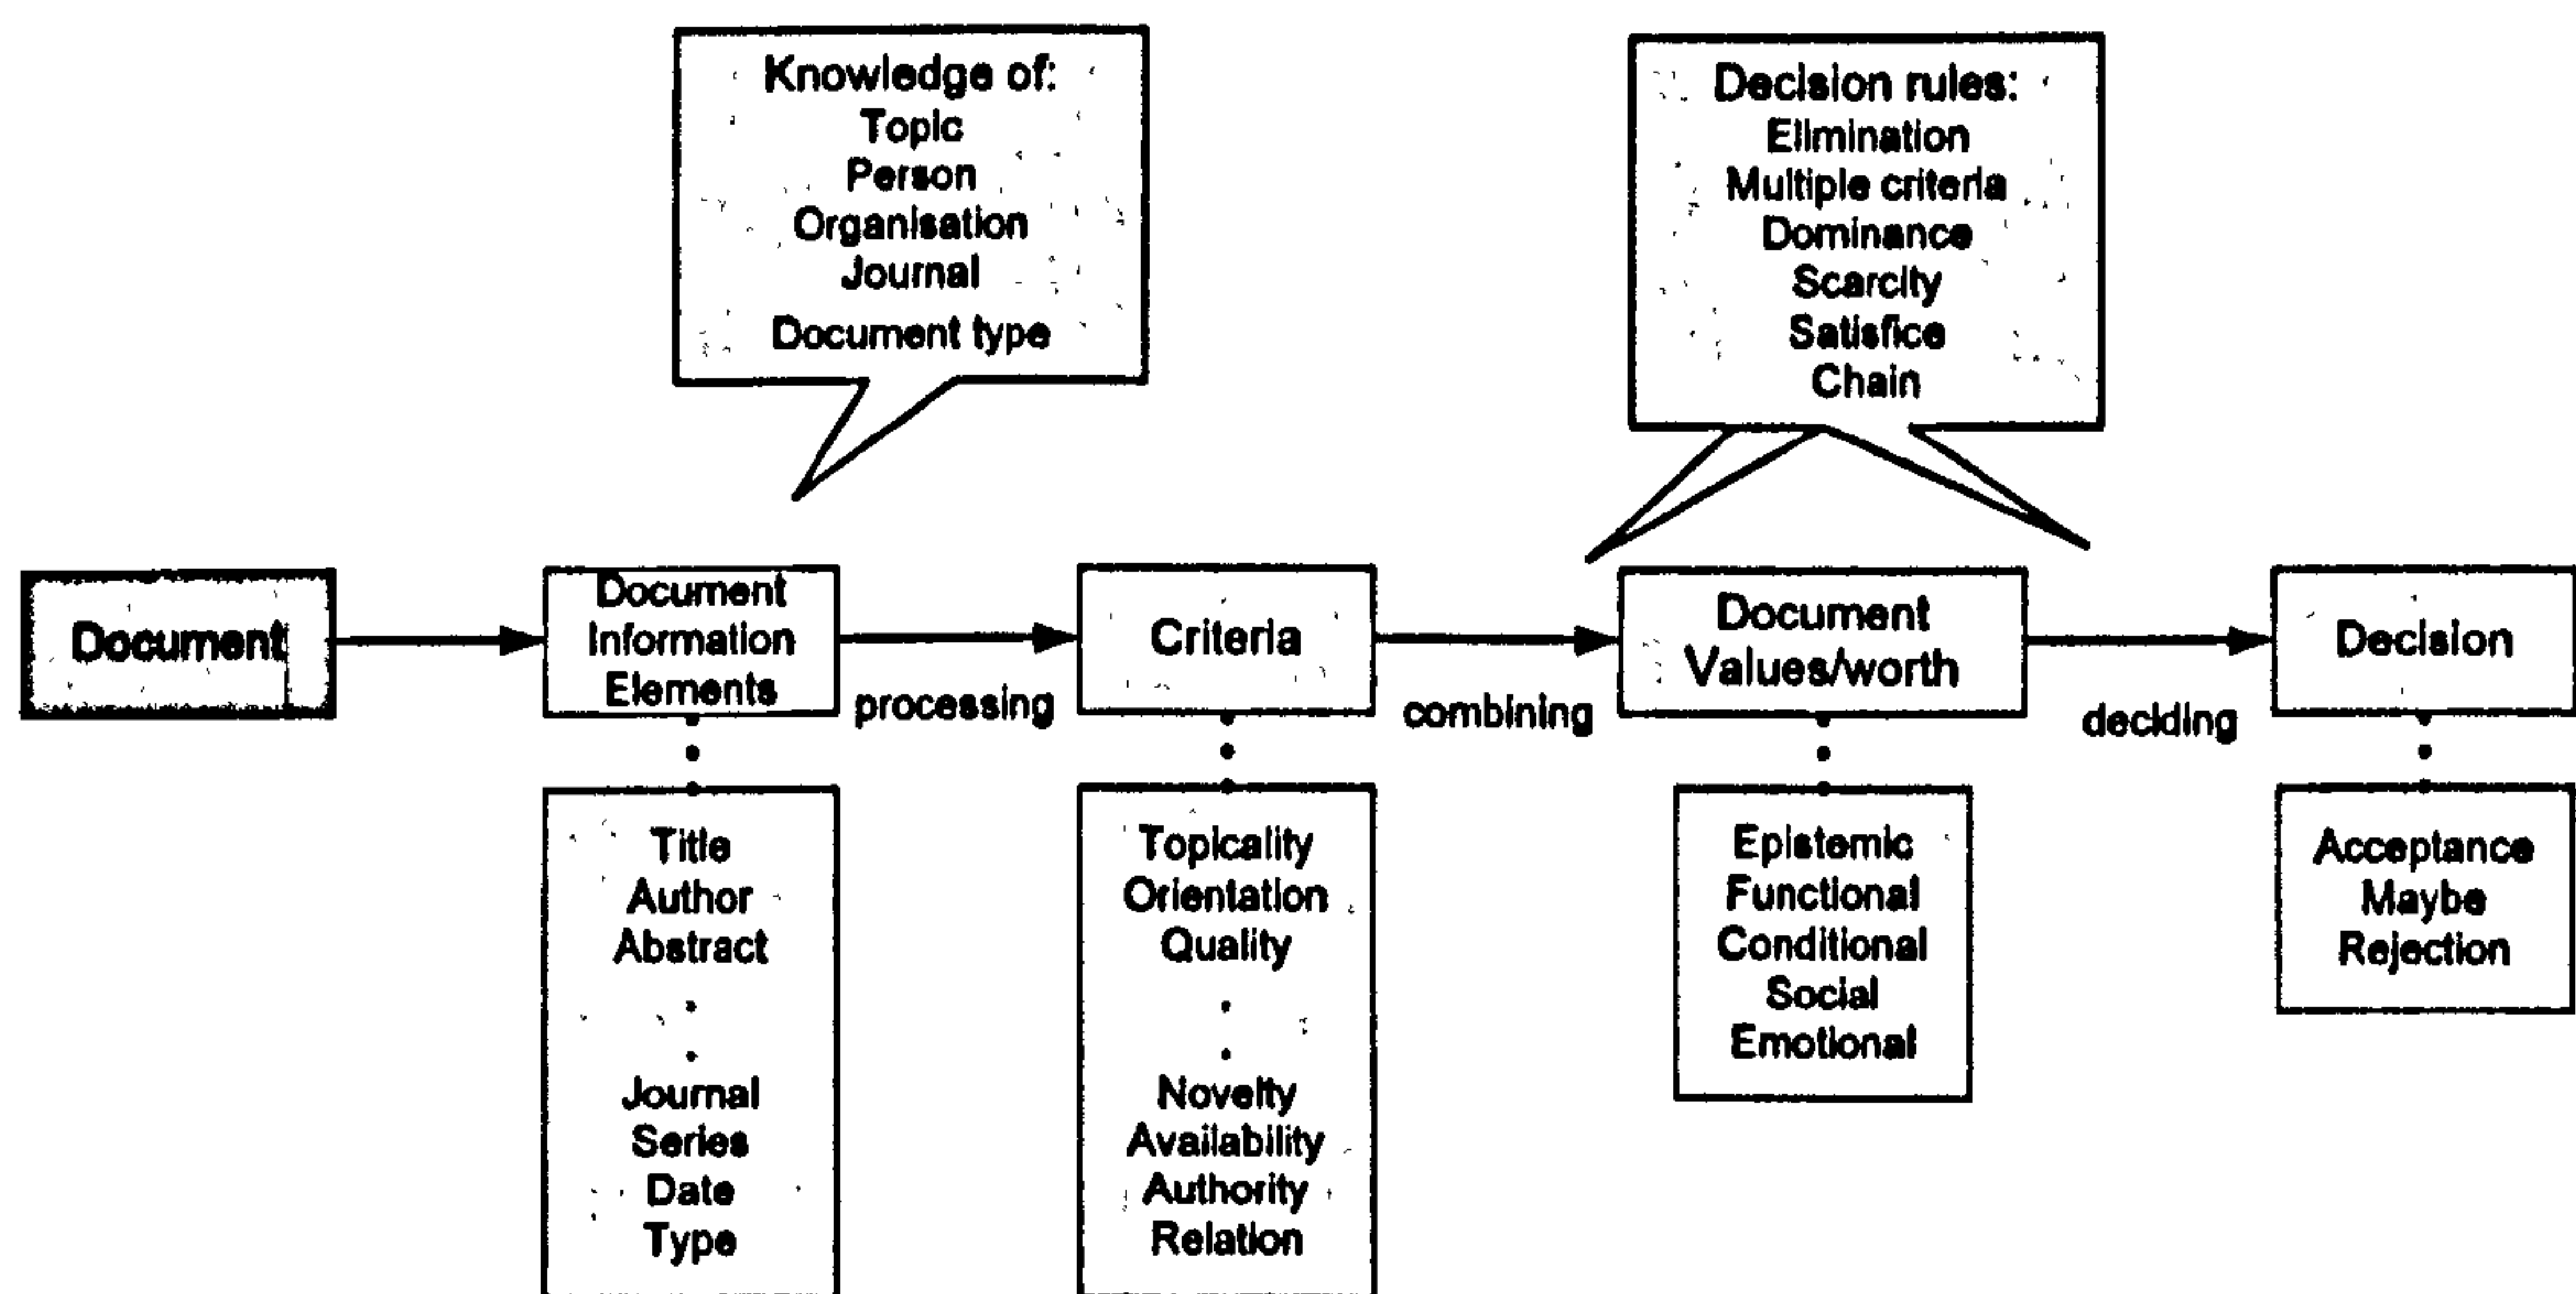 Knowledge of:
Topic
Person
Organisation
Journal
Document type
Decision rules:
Elimination
Multiple criteria
Dominance
Scarcity
Satisfice
Chain
Document
Document
Information
Elements
processing
Criteria
combining
Document
Values/worth
deciding
Decision
Title
Author
Abstract
.
.
Journal
Series
Date
Type
Topicality
Orientation
Quality
.
.
Novelty
Availability
Authority
Relation
Epistemic
Functional
Conditional
Social
Emotional
Acceptance
Maybe
Rejection